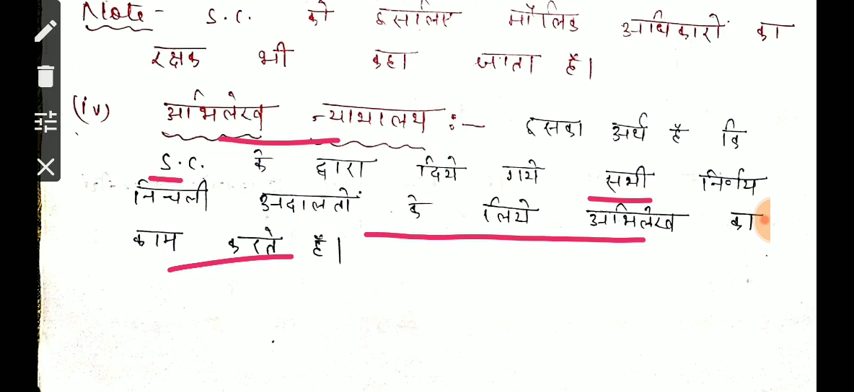 Note - S.C. को इसलिए मौलिक अधिकारों का
रक्षक भी कहा जाता है।
(iv) अभिलेख न्यायालय :- इसका अर्थ है कि
S.C. के द्वारा दिये गये सभी निर्णय
निचली अदालतों के लिये अभिलेख का
काम करते हैं।